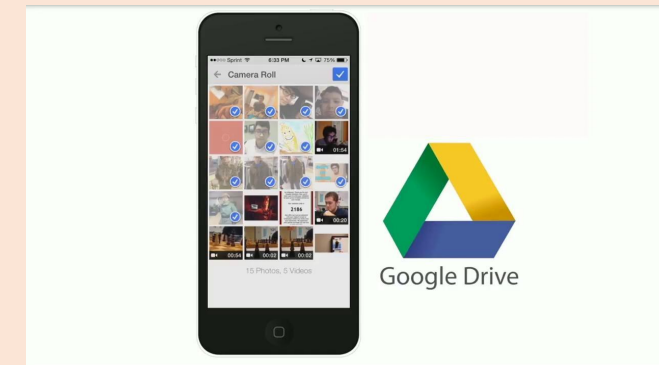 Sprint 8:33 PM 75%
Camera Roll
01:54
2186
00:20
00:54 00:02 00:02
15 Photos, 5 Videos
Google Drive